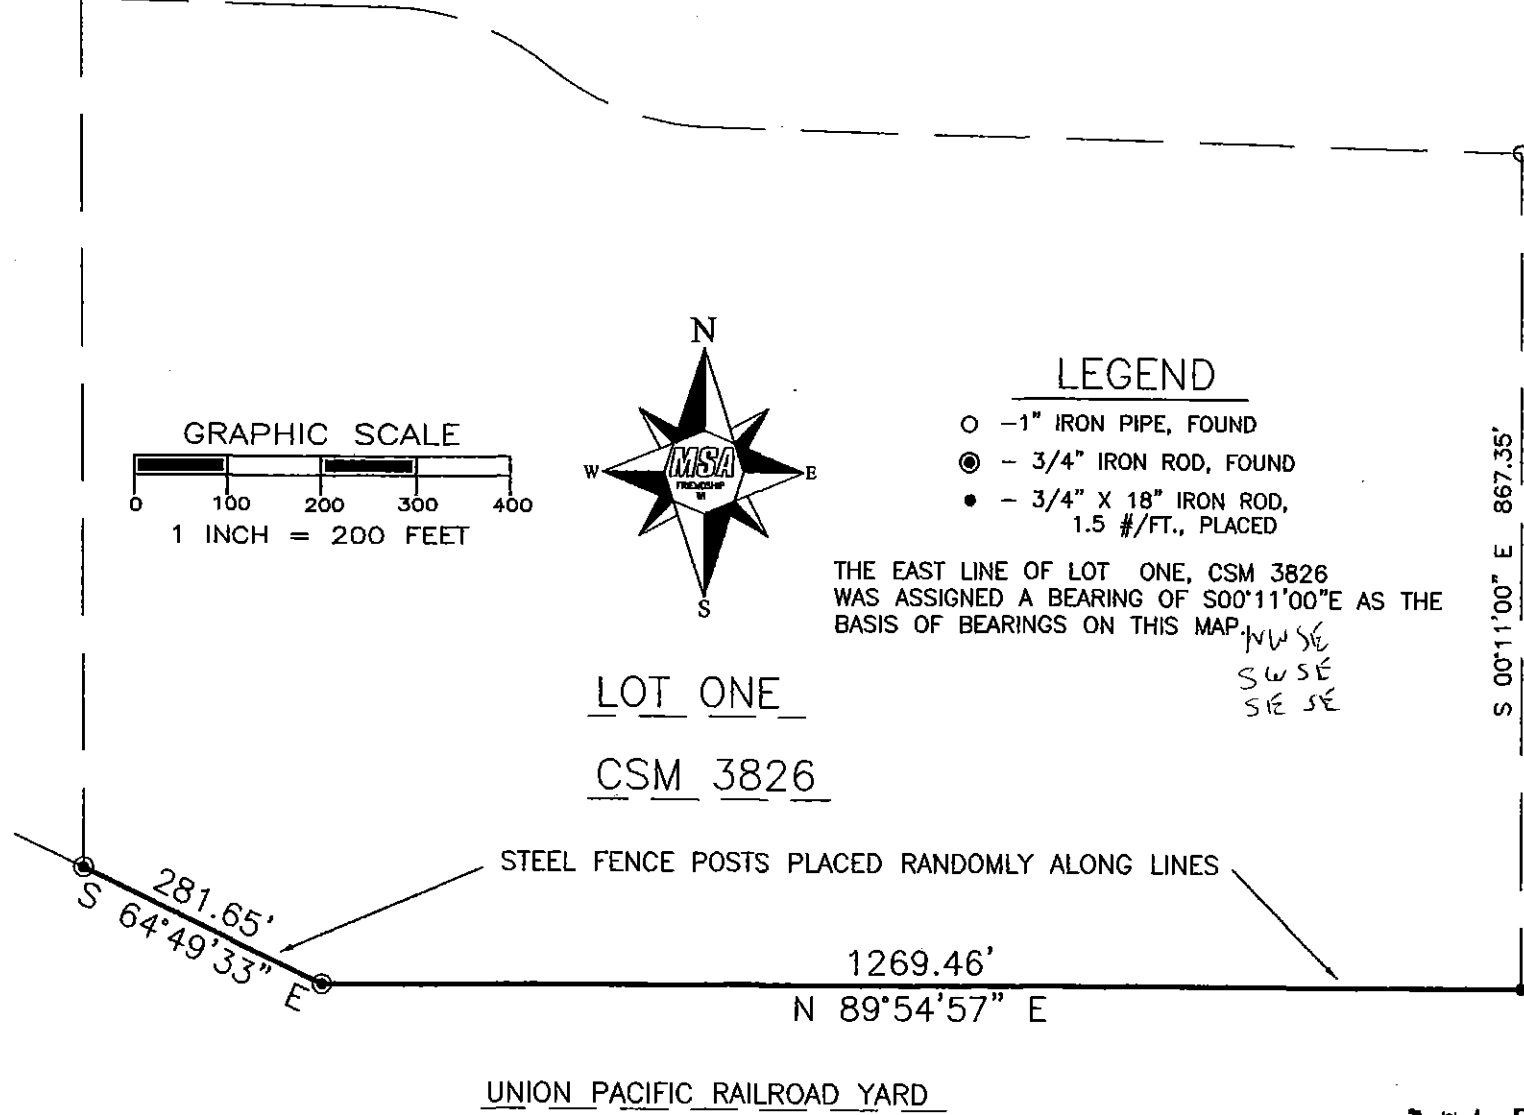 N
W
E
S
MSA
FRIENDSHIP
WI
GRAPHIC SCALE
0 100 200 300 400
1 INCH = 200 FEET
LEGEND
-1" IRON PIPE, FOUND
- 3/4" IRON ROD, FOUND
- 3/4" X 18" IRON ROD,
1.5 #/FT., PLACED
THE EAST LINE OF LOT ONE, CSM 3826
WAS ASSIGNED A BEARING OF S00°11'00"E AS THE
BASIS OF BEARINGS ON THIS MAP.
NW SE
SW SE
SE SE
S 00°11'00" E 867.35'
LOT ONE
CSM 3826
STEEL FENCE POSTS PLACED RANDOMLY ALONG LINES
281.65'
S 64°49'33" E
1269.46'
N 89°54'57" E
UNION PACIFIC RAILROAD YARD